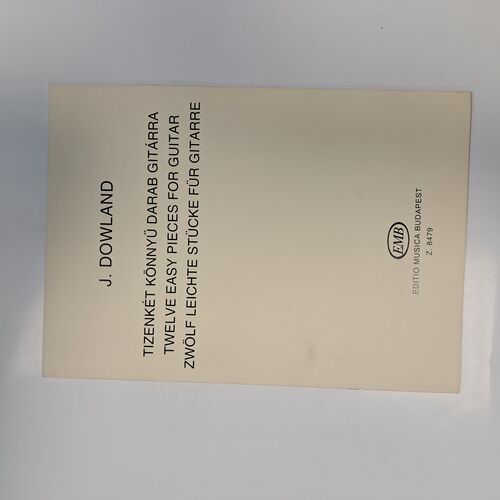 J. DOWLAND
TIZENKÉT KÖNNYŰ DARAB GITÁRRA
TWELVE EASY PIECES FOR GUITAR
ZWÖLF LEICHTE STÜCKE FÜR GITARRE
EMB
EDITIO MUSICA BUDAPEST
Z. 8479